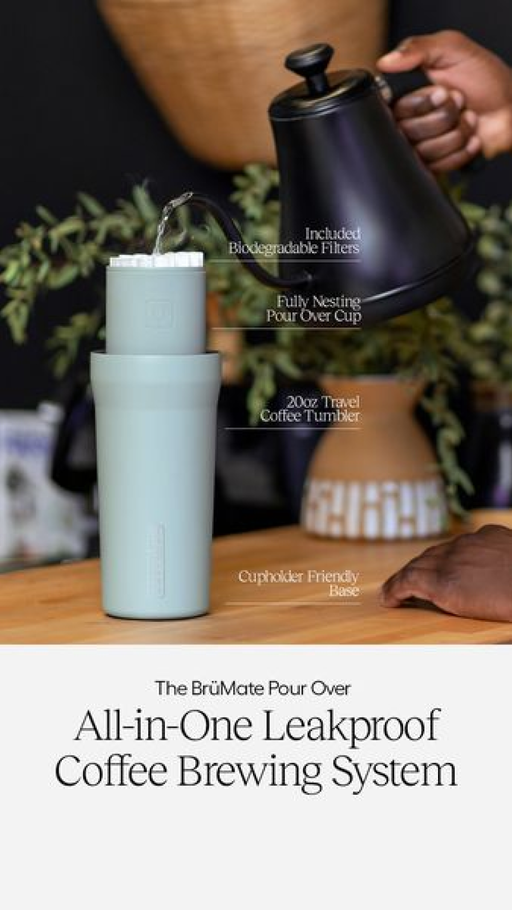 Included
Biodegradable Filters
Fully Nesting
Pour Over Cup
20oz Travel
Coffee Tumbler
Cupholder Friendly
Base
The BrüMate Pour Over
All-in-One Leakproof
Coffee Brewing System